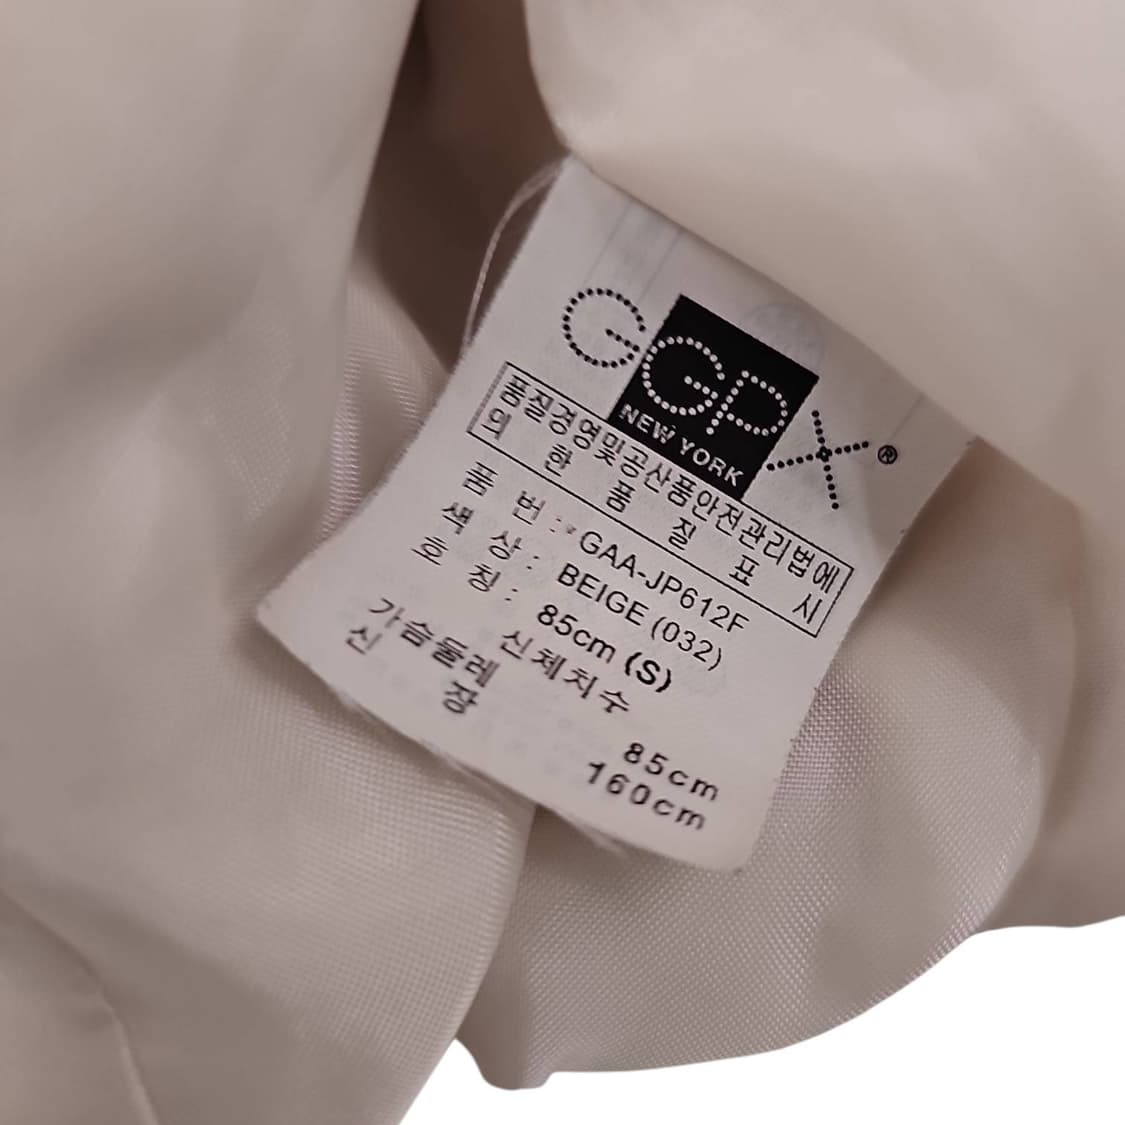 GGPX®
NEW YORK
품질경영및공산품안전관리법에
의한 품질표시
품 번 : GAA-JP612F
색 상 : BEIGE (032)
호 칭 : 85cm (S)
신체치수
가슴둘레 85cm
신 장 160cm